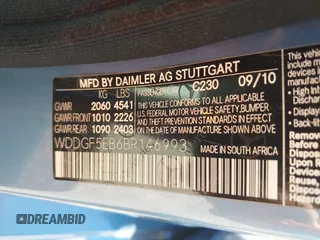 MFD BY DAIMLER AG STUTTGART
KG LBS PASSENGER CAR C230 09/10
GVWR 2060 4541
GAWR FRONT 1010 2226
GAWR REAR 1090 2403
CONFORMS TO ALL APPLICABLE
U.S. FEDERAL MOTOR VEHICLE SAFETY, BUMPER
AND THEFT PREVENTION STANDARDS
IN EFFECT ON THE DATE OF
MANUFACTURE SHOWN ABOVE
WDDGF5EB6BR146993
MADE IN SOUTH AFRICA
DREAMBID
DREAMBID.COM